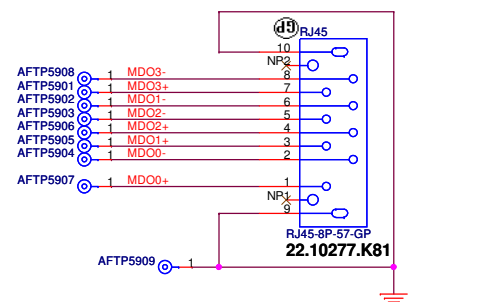 GP
RJ45
10
NP2
AFTP5908 1 MDO3- 8
AFTP5901 1 MDO3+ 7
AFTP5902 1 MDO1- 6
AFTP5903 1 MDO2- 5
AFTP5906 1 MDO2+ 4
AFTP5905 1 MDO1+ 3
AFTP5904 1 MDO0- 2
AFTP5907 1 MDO0+ 1
NP1
9
RJ45-8P-57-GP
22.10277.K81
AFTP5909 1